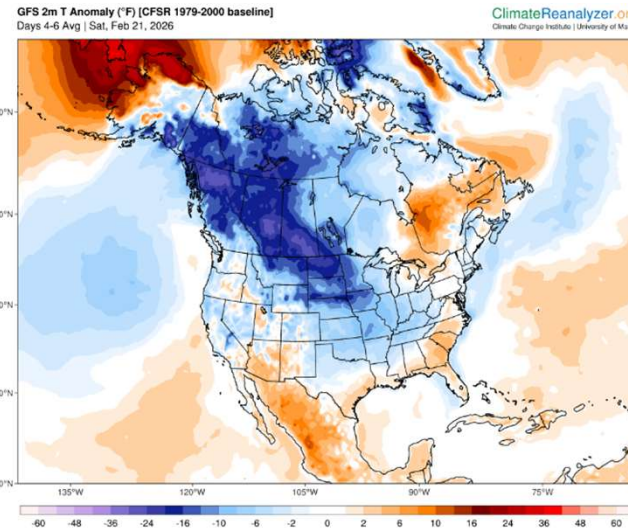 GFS 2m T Anomaly (°F) [CFSR 1979-2000 baseline]
ClimateReanalyzer.or
Days 4-6 Avg | Sat, Feb 21, 2026
Climate Change Institute | University of Ma
135°W 120°W 105°W 90°W 75°W
-60 -48 -36 -24 -16 -10 -6 -2 0 2 6 10 16 24 36 48 60